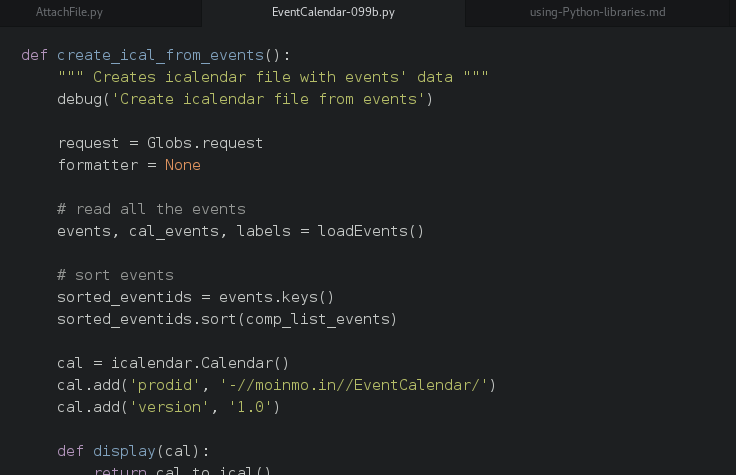 AttachFile.py EventCalendar-099b.py using-Python-libraries.md
def create_ical_from_events():
    """ Creates icalendar file with events' data """
    debug('Create icalendar file from events')

    request = Globs.request
    formatter = None

    # read all the events
    events, cal_events, labels = loadEvents()

    # sort events
    sorted_eventids = events.keys()
    sorted_eventids.sort(comp_list_events)

    cal = icalendar.Calendar()
    cal.add('prodid', '-//moinmo.in//EventCalendar/')
    cal.add('version', '1.0')

    def display(cal):
        return cal.to_ical()